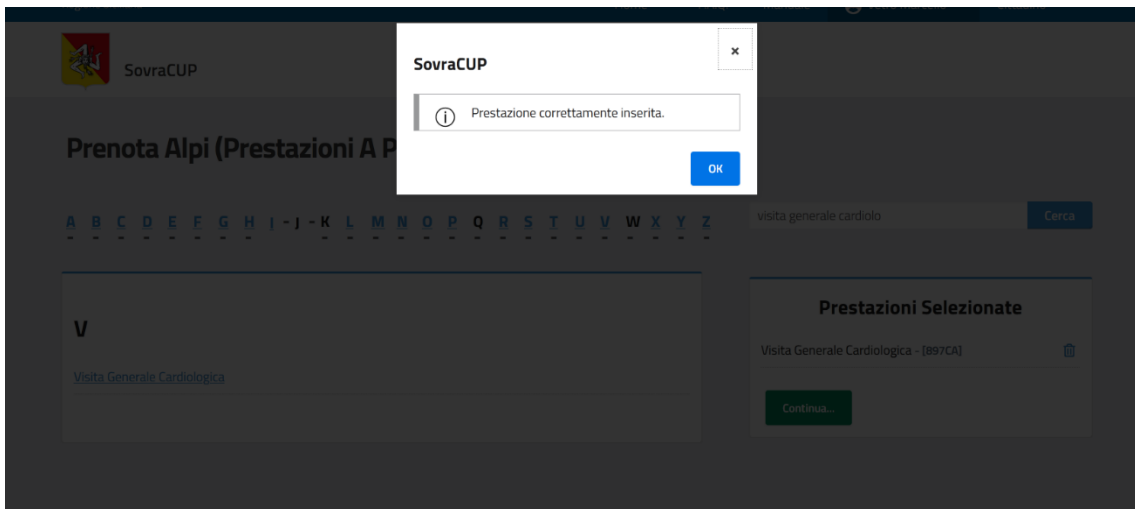 SovraCUP
SovraCUP
×
Prestazione correttamente inserita.
OK
Prenota Alpi (Prestazioni A P
A B C D E F G H I - J - K L M N O P Q R S T U V W X Y Z
visita generale cardiolo
Cerca
V
Visita Generale Cardiologica
Prestazioni Selezionate
Visita Generale Cardiologica - [897CA]
Continua...